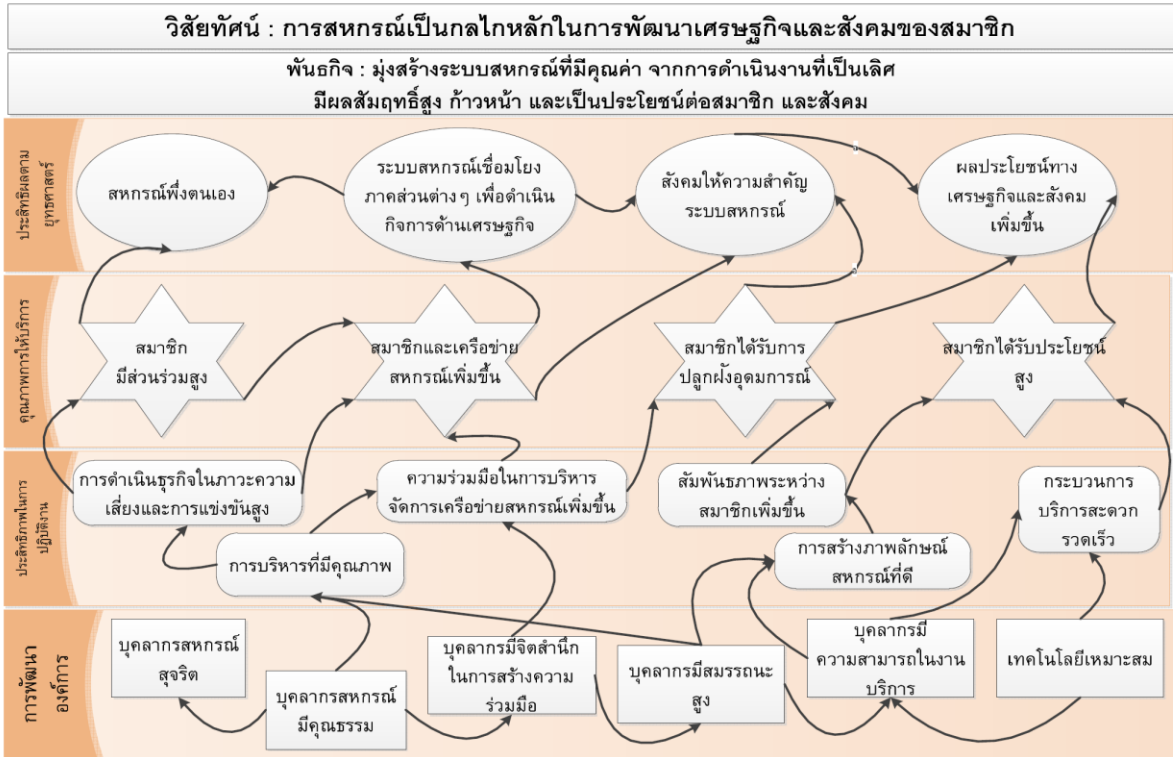 วิสัยทัศน์ : การสหกรณ์เป็นกลไกหลักในการพัฒนาเศรษฐกิจและสังคมของสมาชิก
พันธกิจ : มุ่งสร้างระบบสหกรณ์ที่มีคุณค่า จากการดำเนินงานที่เป็นเลิศ
มีผลสัมฤทธิ์สูง ก้าวหน้า และเป็นประโยชน์ต่อสมาชิก และสังคม
ประสิทธิผลตาม
ยุทธศาสตร์
สหกรณ์พึ่งตนเอง
ระบบสหกรณ์เชื่อมโยง
ภาคส่วนต่างๆ เพื่อดำเนิน
กิจการด้านเศรษฐกิจ
สังคมให้ความสำคัญ
ระบบสหกรณ์
ผลประโยชน์ทาง
เศรษฐกิจและสังคม
เพิ่มขึ้น
คุณภาพการให้บริการ
สมาชิก
มีส่วนร่วมสูง
สมาชิกและเครือข่าย
สหกรณ์เพิ่มขึ้น
สมาชิกได้รับการ
ปลูกฝังอุดมการณ์
สมาชิกได้รับประโยชน์
สูง
ประสิทธิภาพในการ
ปฏิบัติงาน
การดำเนินธุรกิจในภาวะความ
เสี่ยงและการแข่งขันสูง
ความร่วมมือในการบริหาร
จัดการเครือข่ายสหกรณ์เพิ่มขึ้น
สัมพันธภาพระหว่าง
สมาชิกเพิ่มขึ้น
กระบวนการ
บริการสะดวก
รวดเร็ว
การบริหารที่มีคุณภาพ
การสร้างภาพลักษณ์
สหกรณ์ที่ดี
การพัฒนา
องค์การ
บุคลากรสหกรณ์
สุจริต
บุคลากรสหกรณ์
มีคุณธรรม
บุคลากรมีจิตสำนึก
ในการสร้างความ
ร่วมมือ
บุคลากรมีสมรรถนะ
สูง
บุคลากรมี
ความสามารถในงาน
บริการ
เทคโนโลยีเหมาะสม